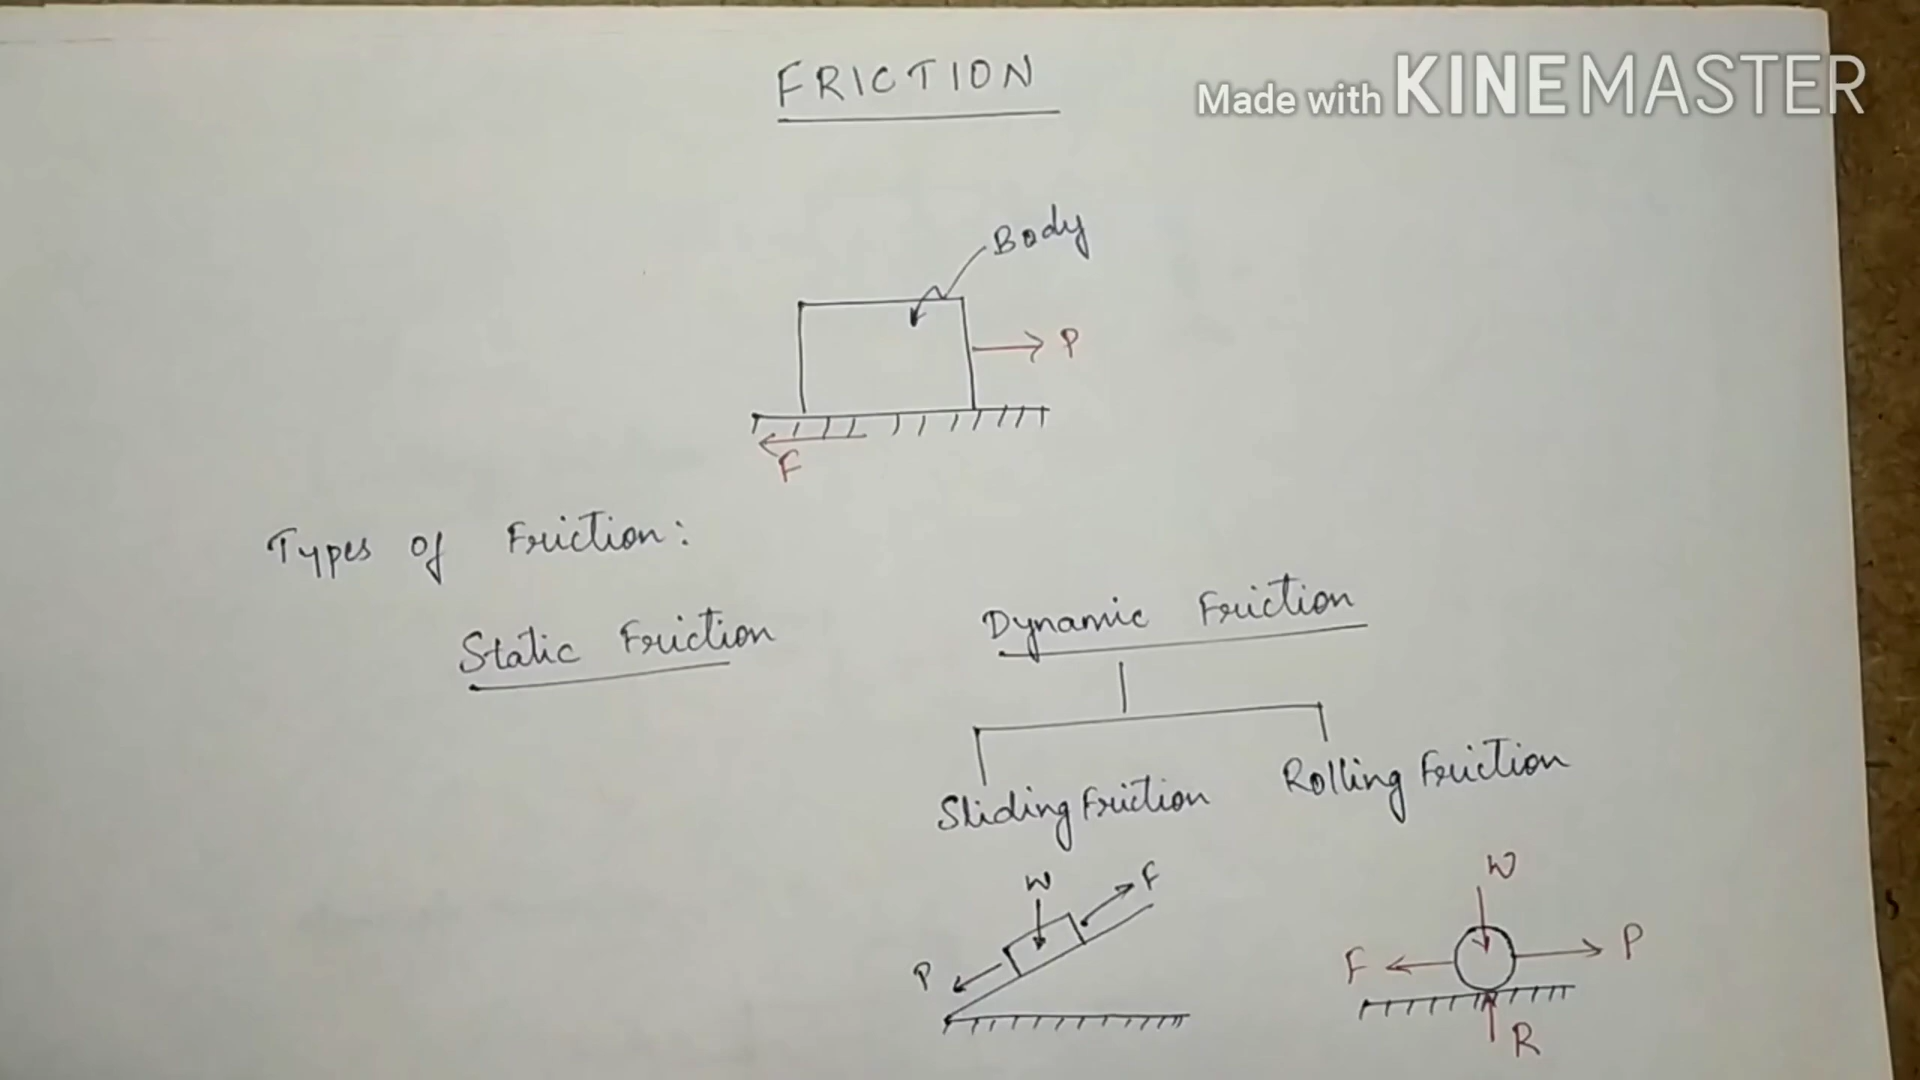 FRICTION
Made with KINEMASTER
Body
P
F
Types of Friction:
Static Friction
Dynamic Friction
Sliding Friction
Rolling Friction
W
F
P
W
F
P
R